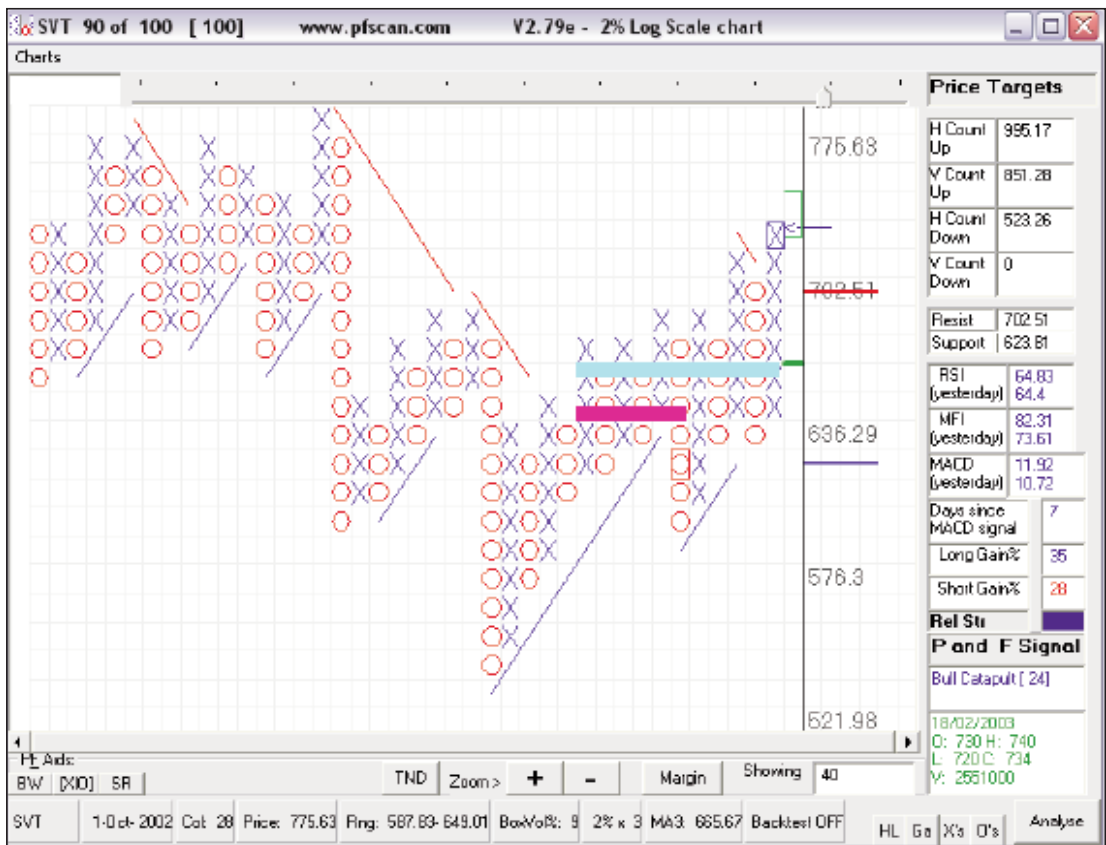 SVT 90 of 100 [ 100] www.pfscan.com V2.79e - 2% Log Scale chart
Charts
Price Targets
H Count Up 995.17
V Count Up 851.28
H Count Down 523.26
V Count Down 0
775.63
702.51
636.29
576.3
521.98
Resist 702.51
Support 623.81
RSI (yesterday) 64.83 64.4
MFI (yesterday) 82.31 73.61
MACD (yesterday) 11.92 10.72
Days since MACD signal 7
Long Gain% 35
Short Gain% 28
Rel Str
P and F Signal
Bull Catapult [ 24]
18/02/2003
O: 730 H: 740
L: 720 C: 734
V: 2551000
BW [XO] SR TND Zoom > + - Margin Showing 40
SVT 1-Oct-2002 Col: 28 Price: 775.63 Rng: 587.83-649.01 BoxVol%: 9 2% x 3 MA3: 665.67 Backtest OFF HL Ga X's O's Analyse